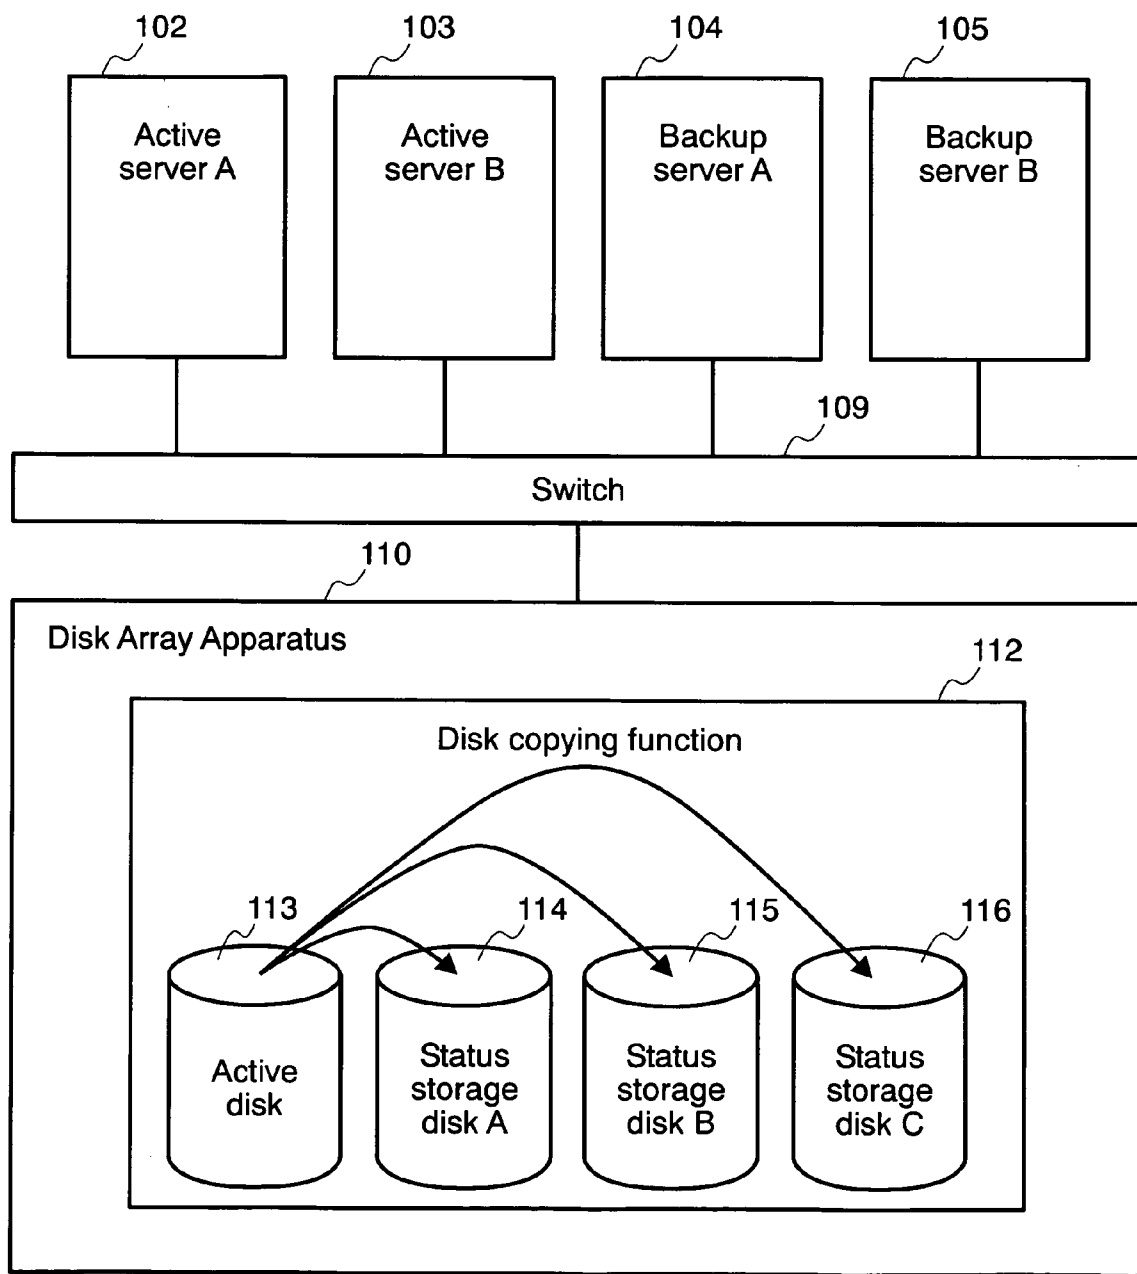 102
103
104
105
Active
server A
Active
server B
Backup
server A
Backup
server B
109
Switch
110
Disk Array Apparatus
112
Disk copying function
113
114
115
116
Active
disk
Status
storage
disk A
Status
storage
disk B
Status
storage
disk C